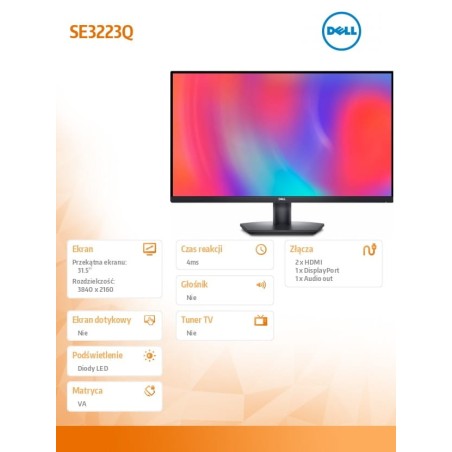 SE3223Q
DELL
DELL
Ekran
Przekątna ekranu:
31.5"
Rozdzielczość:
3840 x 2160
Ekran dotykowy
Nie
Podświetlenie
Diody LED
Matryca
VA
Czas reakcji
4ms
Głośnik
Nie
Tuner TV
Nie
Złącza
2 x HDMI
1 x DisplayPort
1 x Audio out